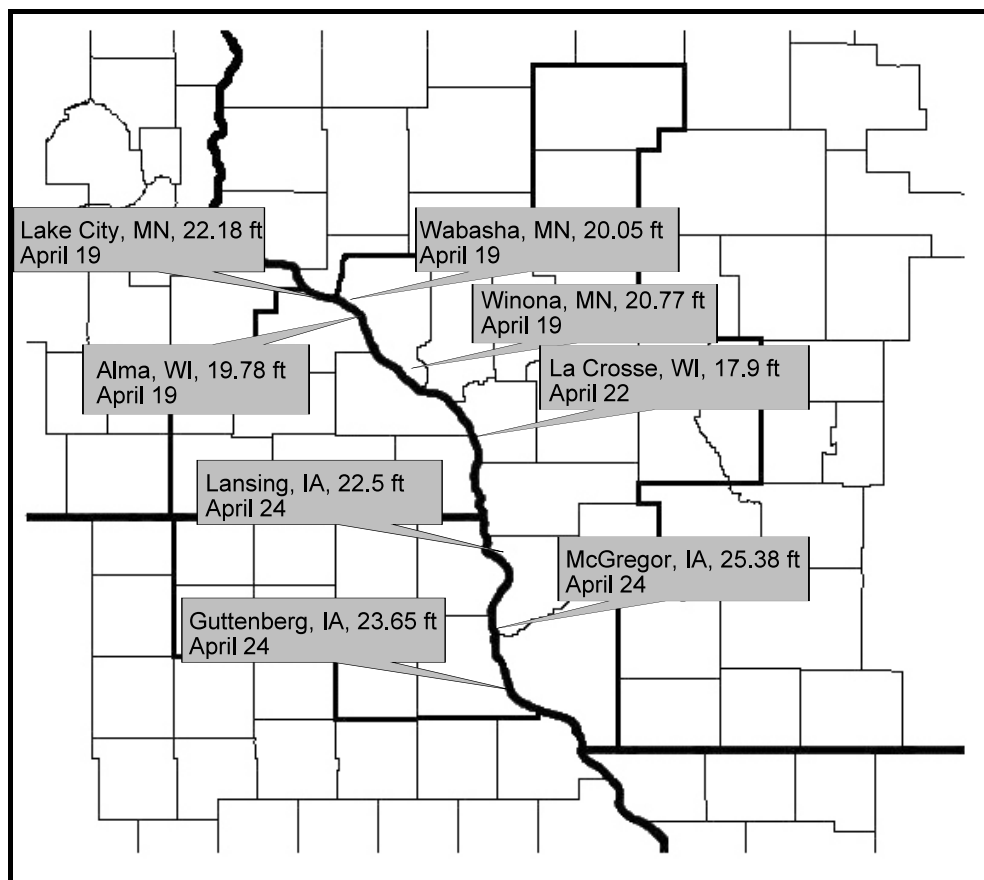 Lake City, MN, 22.18 ft
April 19
Wabasha, MN, 20.05 ft
April 19
Winona, MN, 20.77 ft
April 19
Alma, WI, 19.78 ft
April 19
La Crosse, WI, 17.9 ft
April 22
Lansing, IA, 22.5 ft
April 24
McGregor, IA, 25.38 ft
April 24
Guttenberg, IA, 23.65 ft
April 24